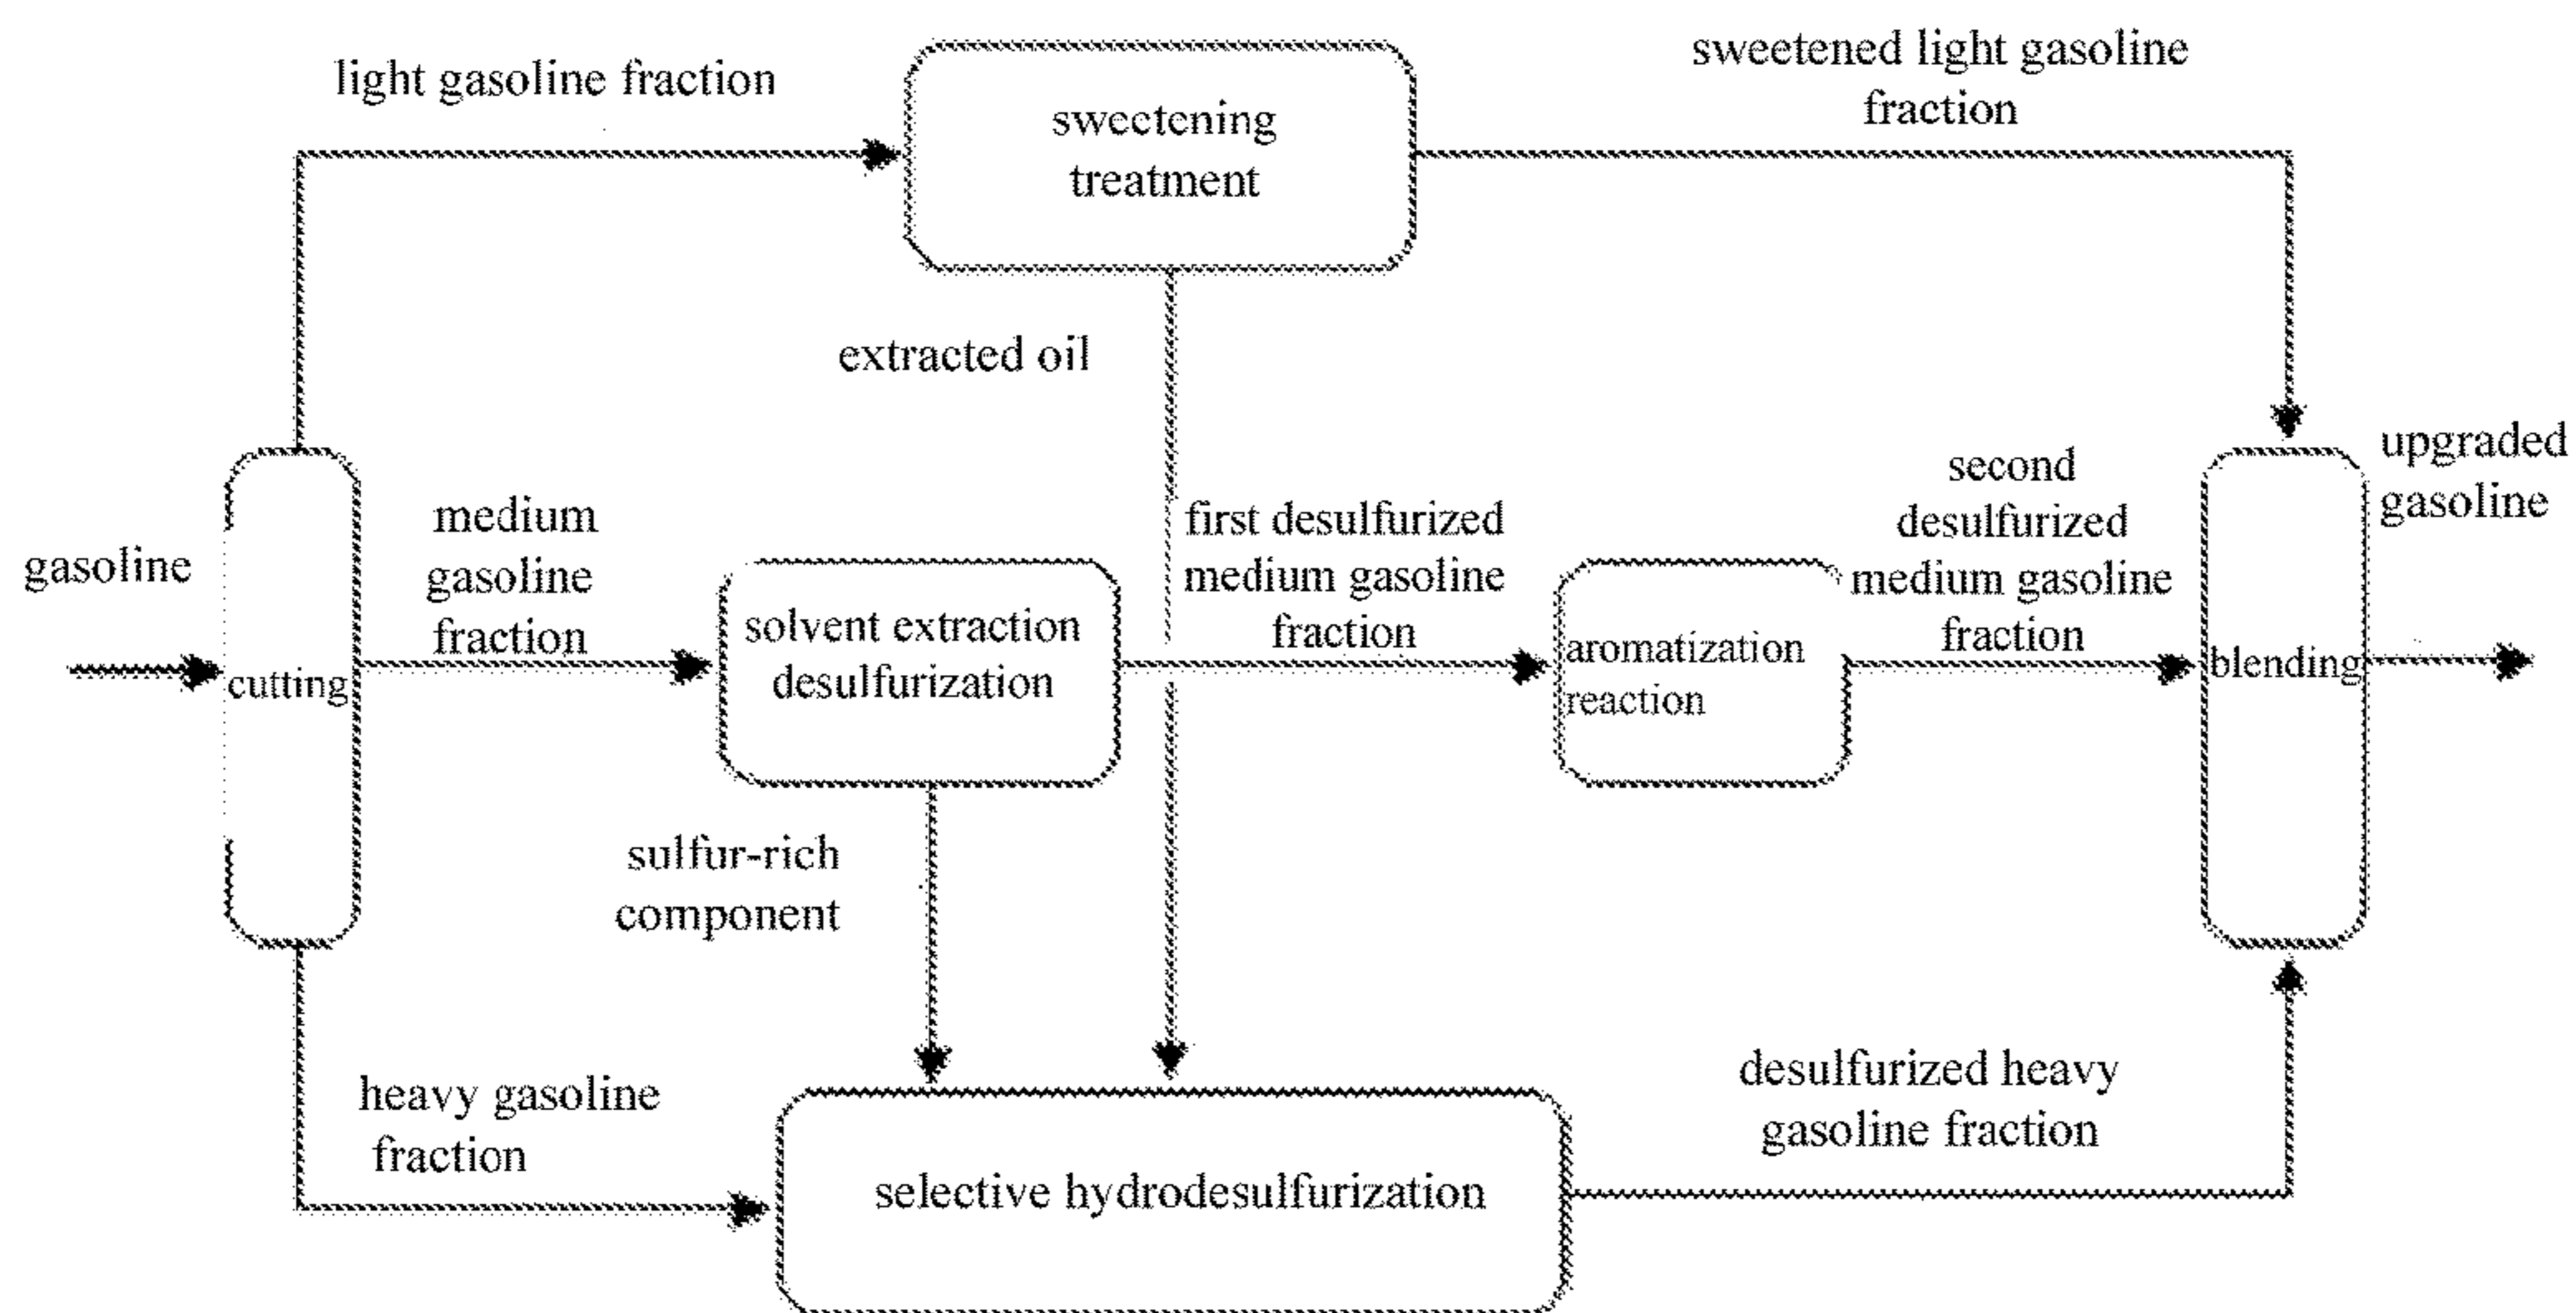 light gasoline fraction
sweetening
treatment
sweetened light gasoline
fraction
extracted oil
gasoline
cutting
medium
gasoline
fraction
solvent extraction
desulfurization
first desulfurized
medium gasoline
fraction
aromatization
reaction
second
desulfurized
medium gasoline
fraction
blending
upgraded
gasoline
sulfur-rich
component
heavy gasoline
fraction
selective hydrodesulfurization
desulfurized heavy
gasoline fraction